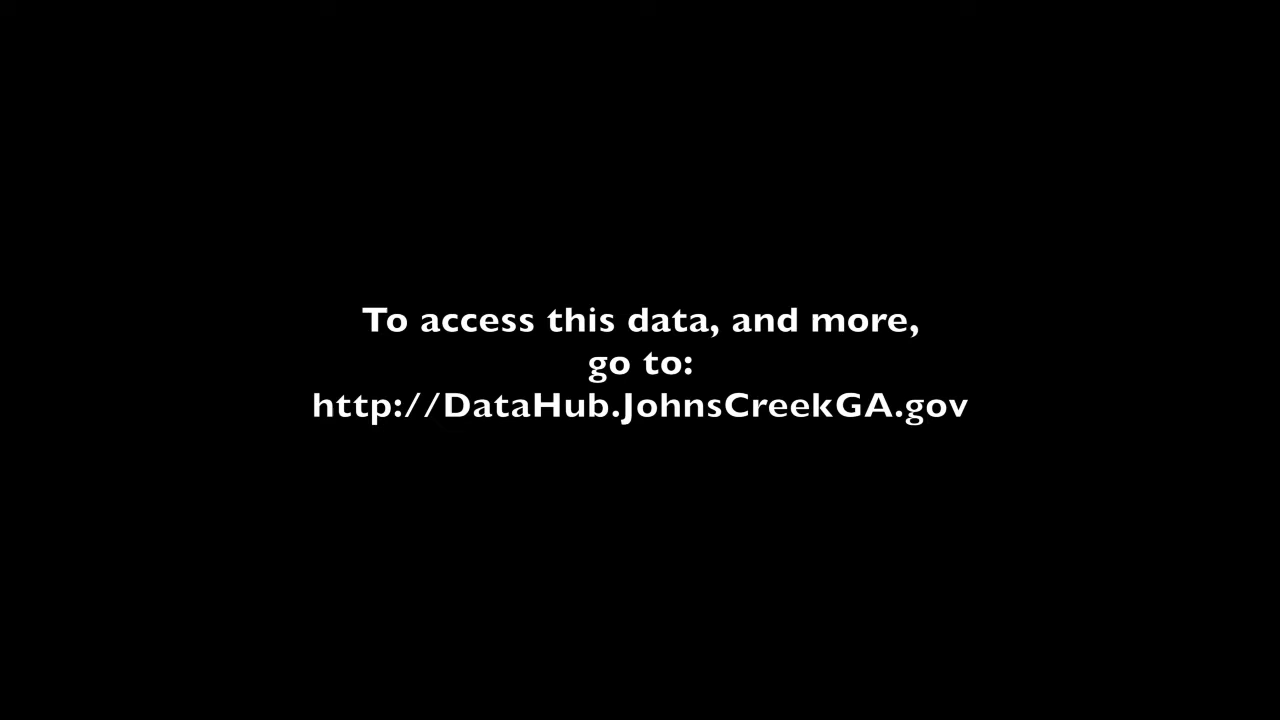 To access this data, and more,
go to:
http://DataHub.JohnsCreekGA.gov